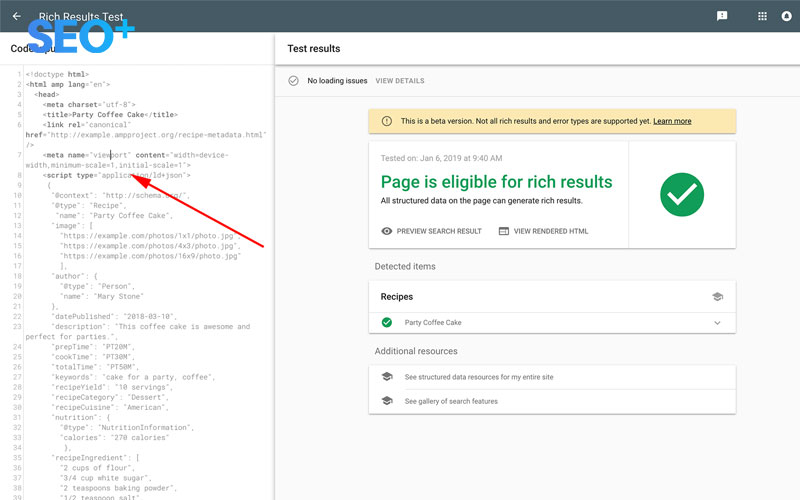 Rich Results Test
SEO+
Code
Test results
No loading issues VIEW DETAILS
This is a beta version. Not all rich results and error types are supported yet. Learn more
Tested on: Jan 6, 2019 at 9:40 AM
Page is eligible for rich results
All structured data on the page can generate rich results.
PREVIEW SEARCH RESULT VIEW RENDERED HTML
Detected items
Recipes
Party Coffee Cake
Additional resources
See structured data resources for my entire site
See gallery of search features
1 <!doctype html>
2 <html amp lang="en">
3 <head>
4 <meta charset="utf-8">
5 <title>Party Coffee Cake</title>
6 <link rel="canonical"
href="http://example.ampproject.org/recipe-metadata.html"
/>
7 <meta name="viewport" content="width=device-
width,minimum-scale=1,initial-scale=1">
8 <script type="application/ld+json">
9 {
10 "@context": "http://schema.org/",
11 "@type": "Recipe",
12 "name": "Party Coffee Cake",
13 "image": [
14 "https://example.com/photos/1x1/photo.jpg",
15 "https://example.com/photos/4x3/photo.jpg",
16 "https://example.com/photos/16x9/photo.jpg"
17 ],
18 "author": {
19 "@type": "Person",
20 "name": "Mary Stone"
21 },
22 "datePublished": "2018-03-10",
23 "description": "This coffee cake is awesome and
perfect for parties.",
24 "prepTime": "PT20M",
25 "cookTime": "PT30M",
26 "totalTime": "PT50M",
27 "keywords": "cake for a party, coffee",
28 "recipeYield": "10 servings",
29 "recipeCategory": "Dessert",
30 "recipeCuisine": "American",
31 "nutrition": {
32 "@type": "NutritionInformation",
33 "calories": "270 calories"
34 },
35 "recipeIngredient": [
36 "2 cups of flour",
37 "3/4 cup white sugar",
38 "2 teaspoons baking powder",
39 "1/2 teaspoon salt",